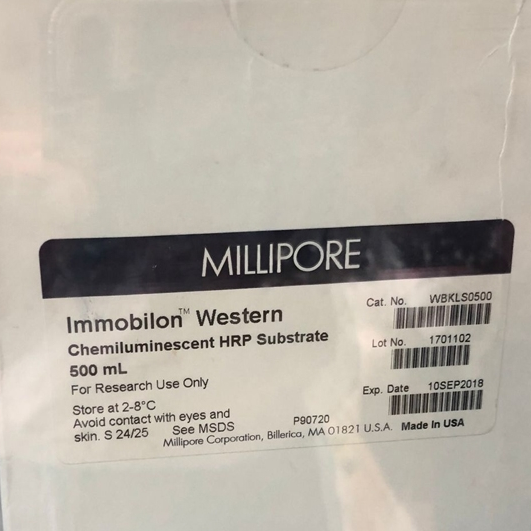 MILLIPORE
Immobilon™ Western
Chemiluminescent HRP Substrate
500 mL
For Research Use Only
Store at 2-8°C
Avoid contact with eyes and
skin. S 24/25 See MSDS P90720
Millipore Corporation, Billerica, MA 01821 U.S.A. Made In USA
Cat. No. WBKLS0500
Lot No. 1701102
Exp. Date 10SEP2018